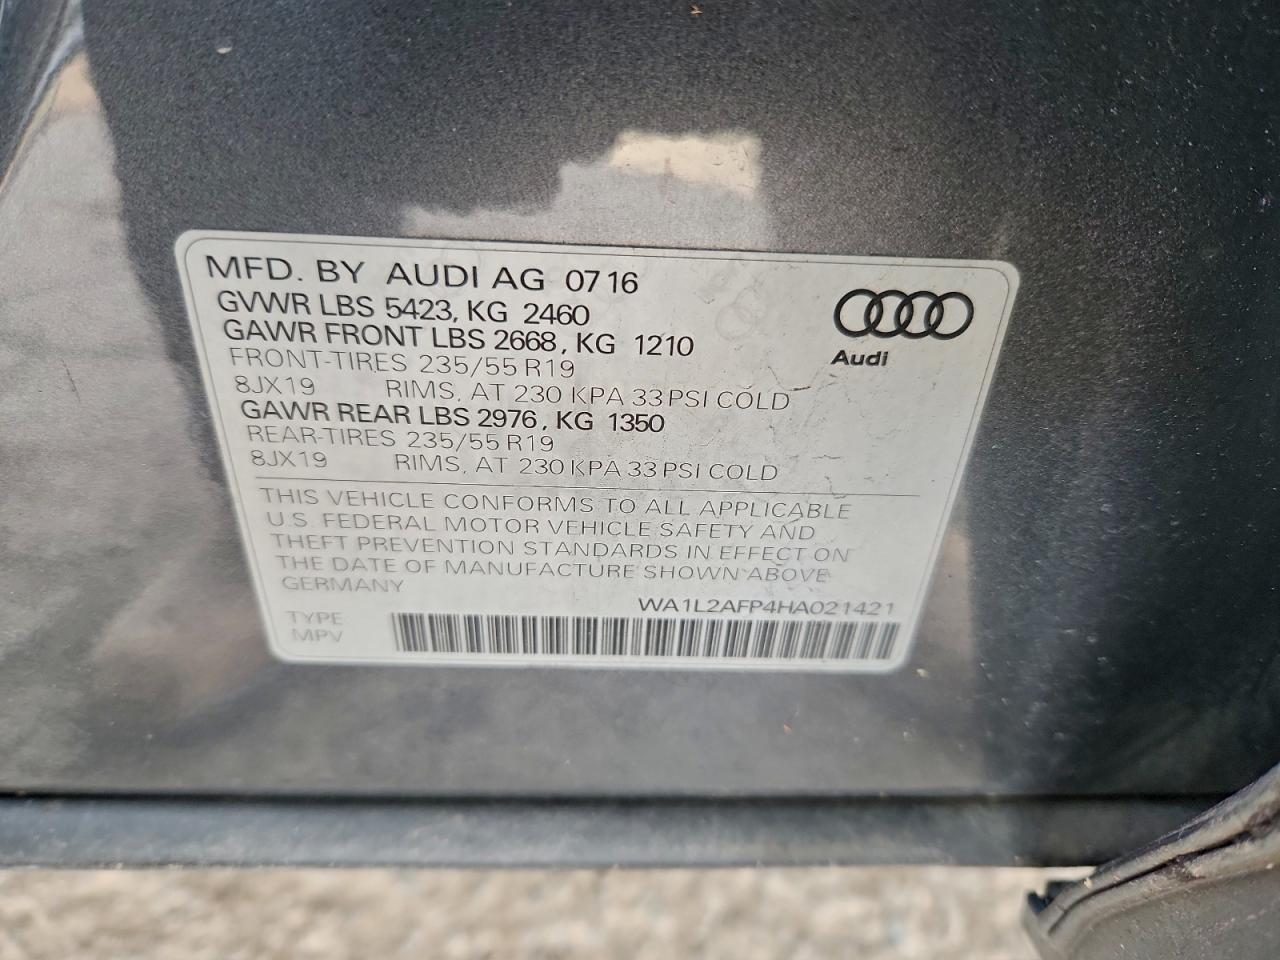 MFD. BY AUDI AG 07 16
GVWR LBS 5423, KG 2460
GAWR FRONT LBS 2668, KG 1210
FRONT-TIRES 235/55 R19
8JX19 RIMS, AT 230 KPA 33 PSI COLD
GAWR REAR LBS 2976, KG 1350
REAR-TIRES 235/55 R19
8JX19 RIMS, AT 230 KPA 33 PSI COLD
Audi
THIS VEHICLE CONFORMS TO ALL APPLICABLE
U.S. FEDERAL MOTOR VEHICLE SAFETY AND
THEFT PREVENTION STANDARDS IN EFFECT ON
THE DATE OF MANUFACTURE SHOWN ABOVE
GERMANY
WA1L2AFP4HA021421
TYPE
MPV